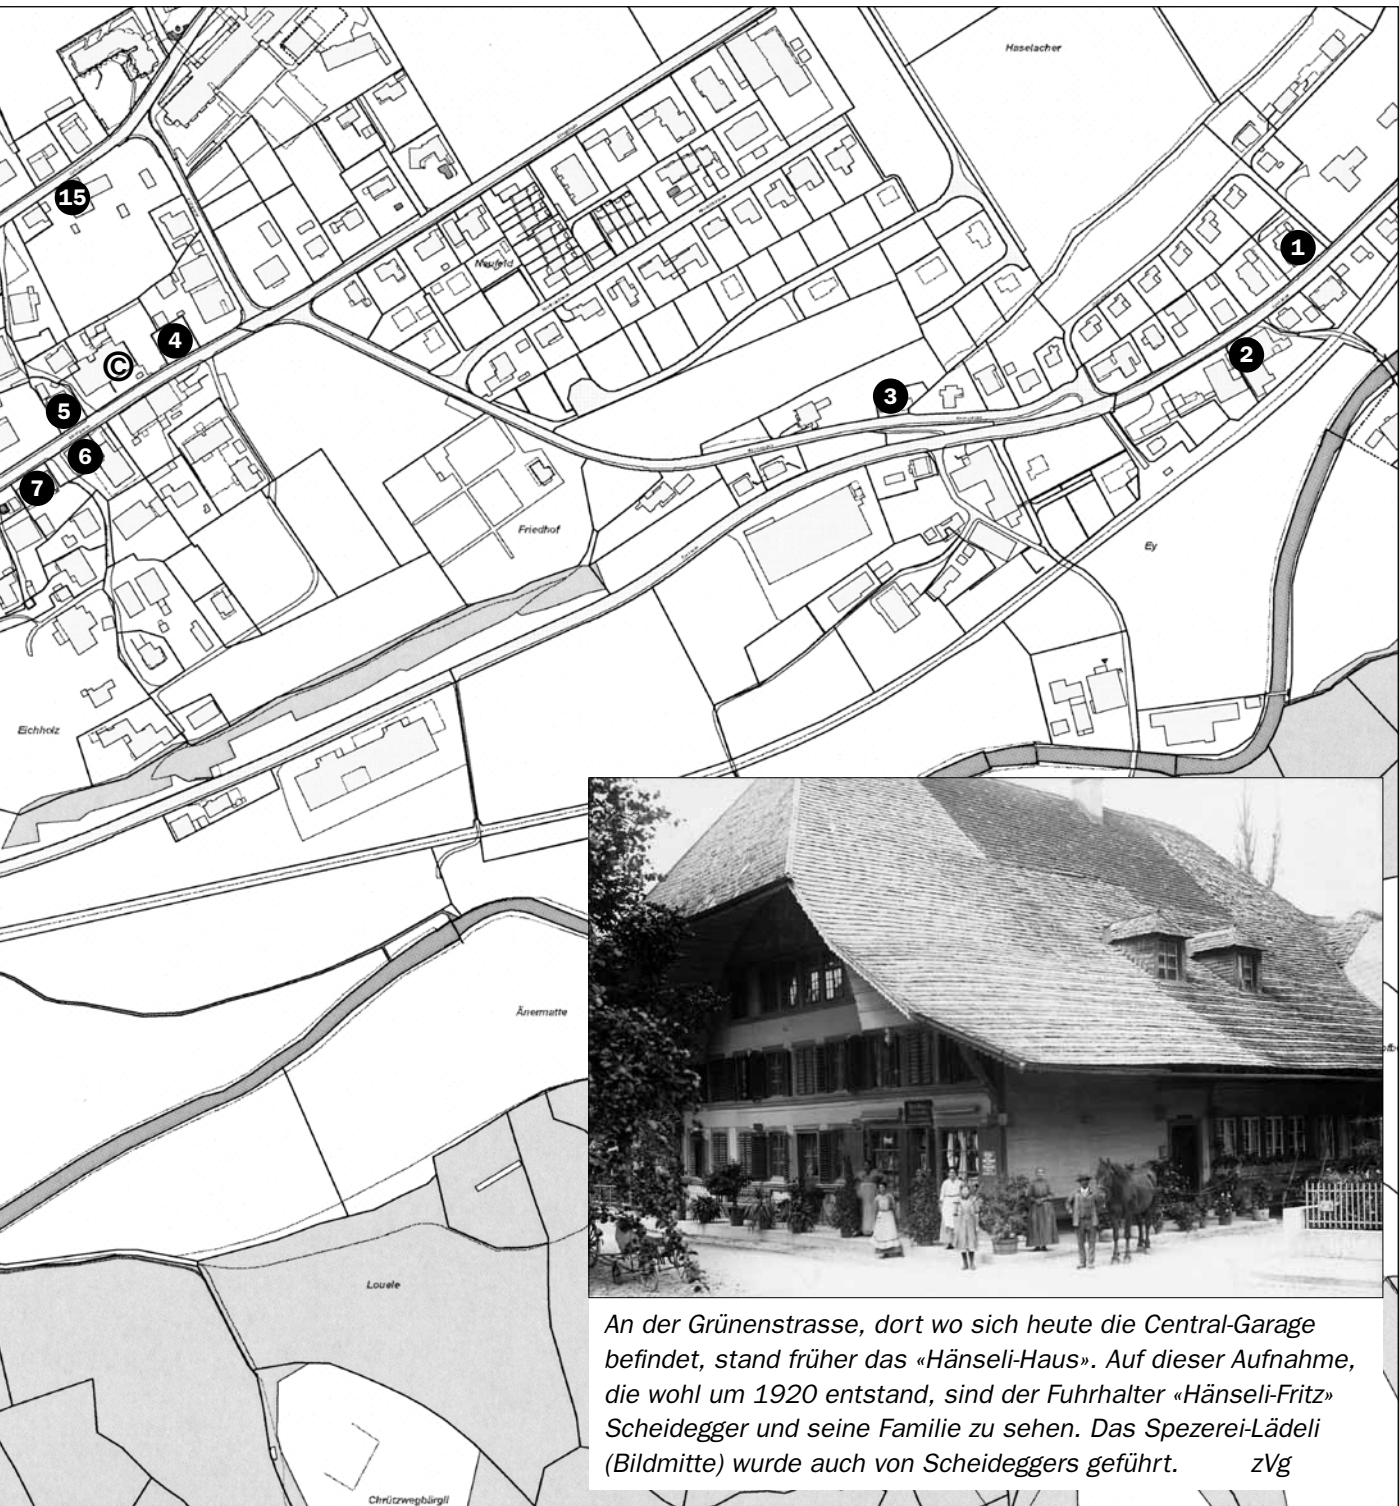 Haselacher
15
1
Neufeld
4
2
©
3
5
6
7
Friedhof
Ey
Eichholz
Änermatte
Louele
Chrützwegbärgli
An der Grünenstrasse, dort wo sich heute die Central-Garage
befindet, stand früher das «Hänseli-Haus». Auf dieser Aufnahme,
die wohl um 1920 entstand, sind der Fuhrhalter «Hänseli-Fritz»
Scheidegger und seine Familie zu sehen. Das Spezerei-Lädeli
(Bildmitte) wurde auch von Scheideggers geführt. zVg